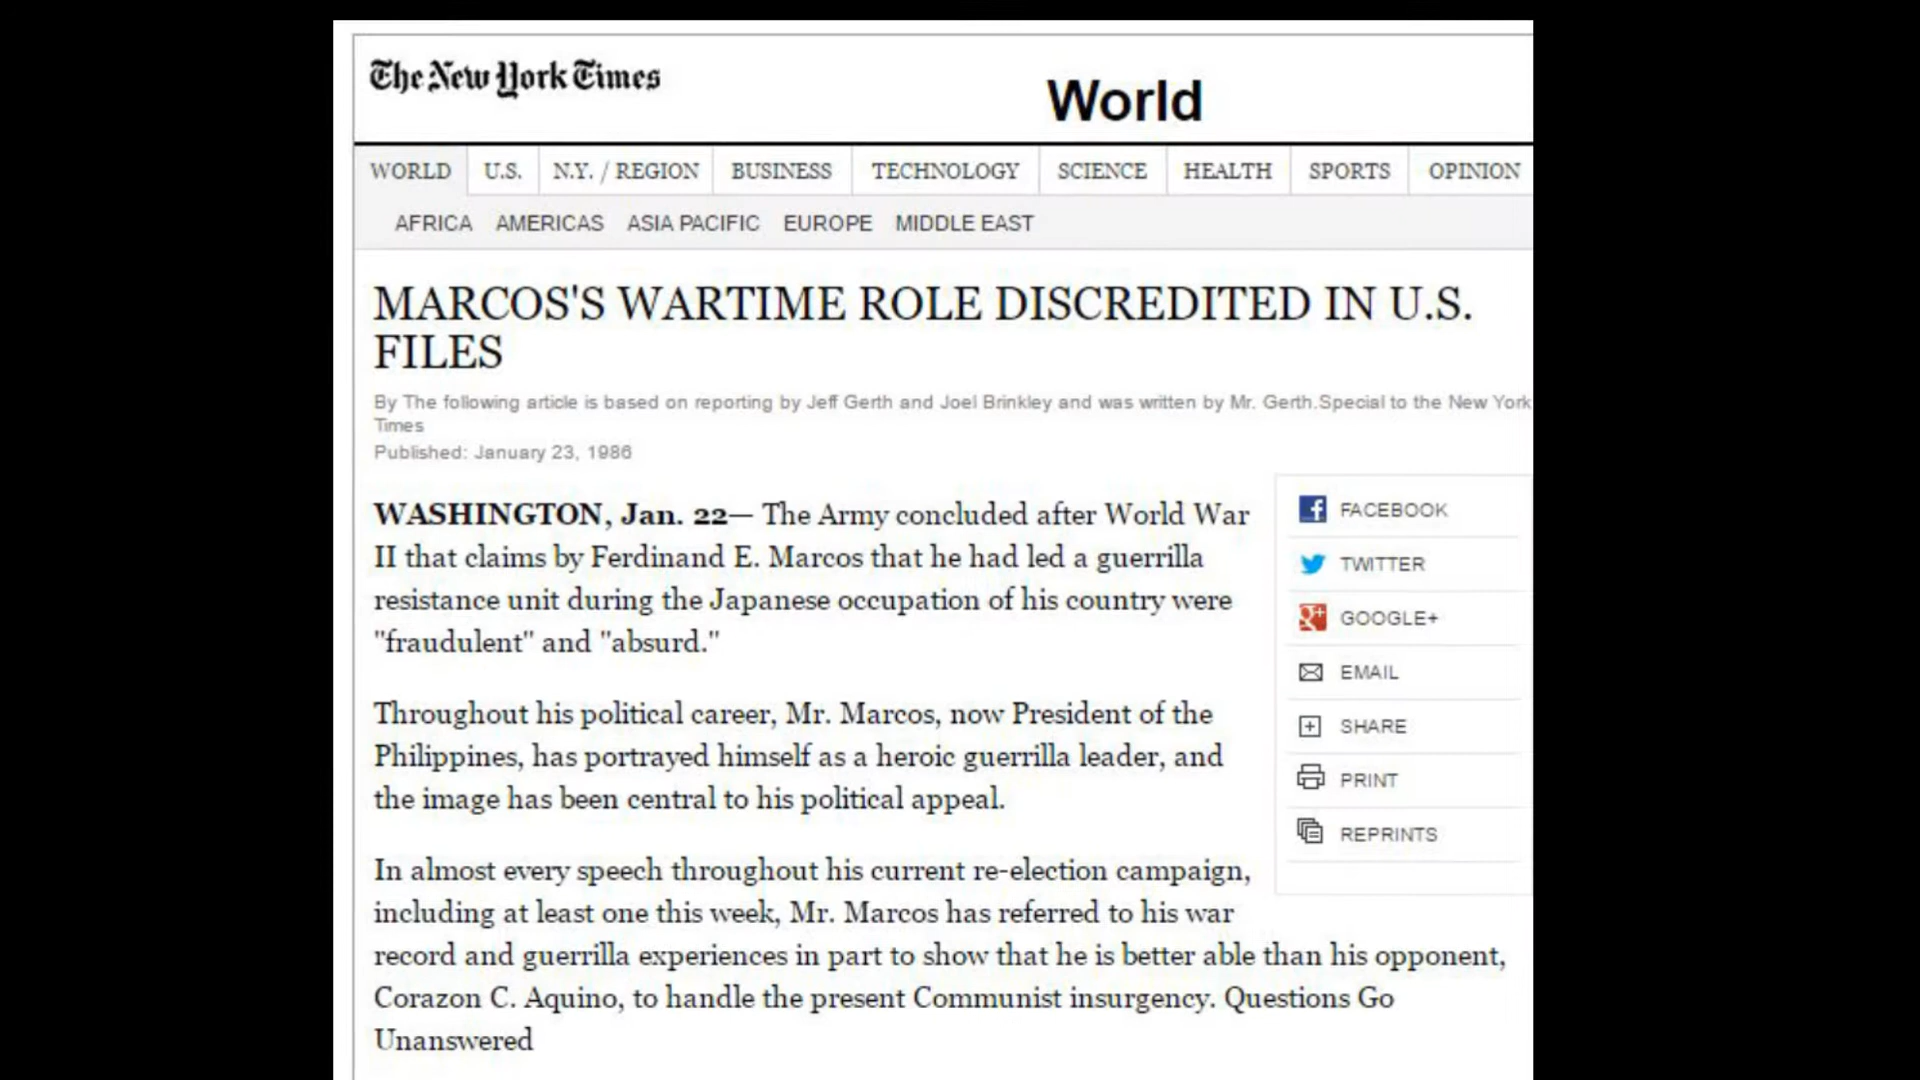 The New York Times
World
WORLD U.S. N.Y. / REGION BUSINESS TECHNOLOGY SCIENCE HEALTH SPORTS OPINION
AFRICA AMERICAS ASIA PACIFIC EUROPE MIDDLE EAST
MARCOS'S WARTIME ROLE DISCREDITED IN U.S.
FILES
By The following article is based on reporting by Jeff Gerth and Joel Brinkley and was written by Mr. Gerth.Special to the New York
Times
Published: January 23, 1986
WASHINGTON, Jan. 22— The Army concluded after World War
II that claims by Ferdinand E. Marcos that he had led a guerrilla
resistance unit during the Japanese occupation of his country were
"fraudulent" and "absurd."
Throughout his political career, Mr. Marcos, now President of the
Philippines, has portrayed himself as a heroic guerrilla leader, and
the image has been central to his political appeal.
In almost every speech throughout his current re-election campaign,
including at least one this week, Mr. Marcos has referred to his war
record and guerrilla experiences in part to show that he is better able than his opponent,
Corazon C. Aquino, to handle the present Communist insurgency. Questions Go
Unanswered
FACEBOOK
TWITTER
GOOGLE+
EMAIL
SHARE
PRINT
REPRINTS